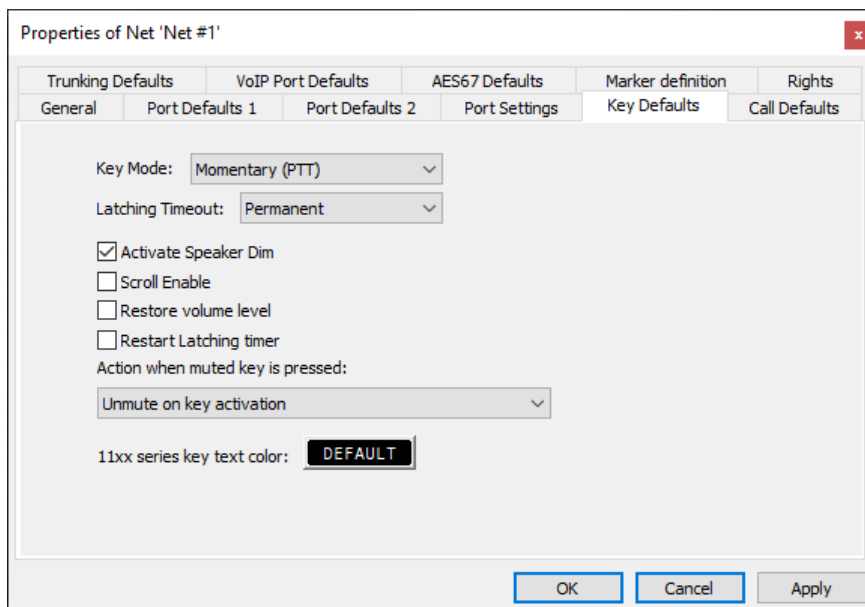 Properties of Net 'Net #1'
x
Trunking Defaults VoIP Port Defaults AES67 Defaults Marker definition Rights
General Port Defaults 1 Port Defaults 2 Port Settings Key Defaults Call Defaults
Key Mode: Momentary (PTT)
Latching Timeout: Permanent
Activate Speaker Dim
Scroll Enable
Restore volume level
Restart Latching timer
Action when muted key is pressed:
Unmute on key activation
11xx series key text color: DEFAULT
OK Cancel Apply